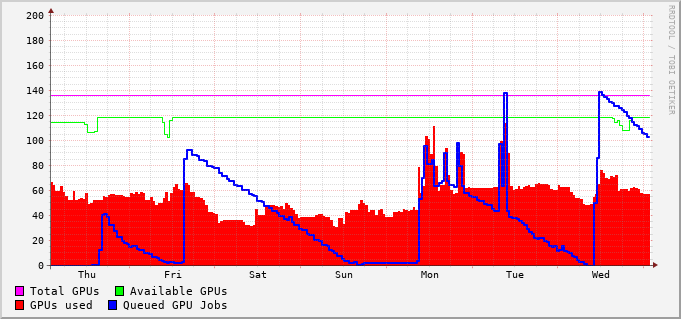 200
180
160
140
120
100
80
60
40
20
0
Thu Fri Sat Sun Mon Tue Wed
Total GPUs Available GPUs
GPUs used Queued GPU Jobs
RRDTOOL / TOBI OETIKER